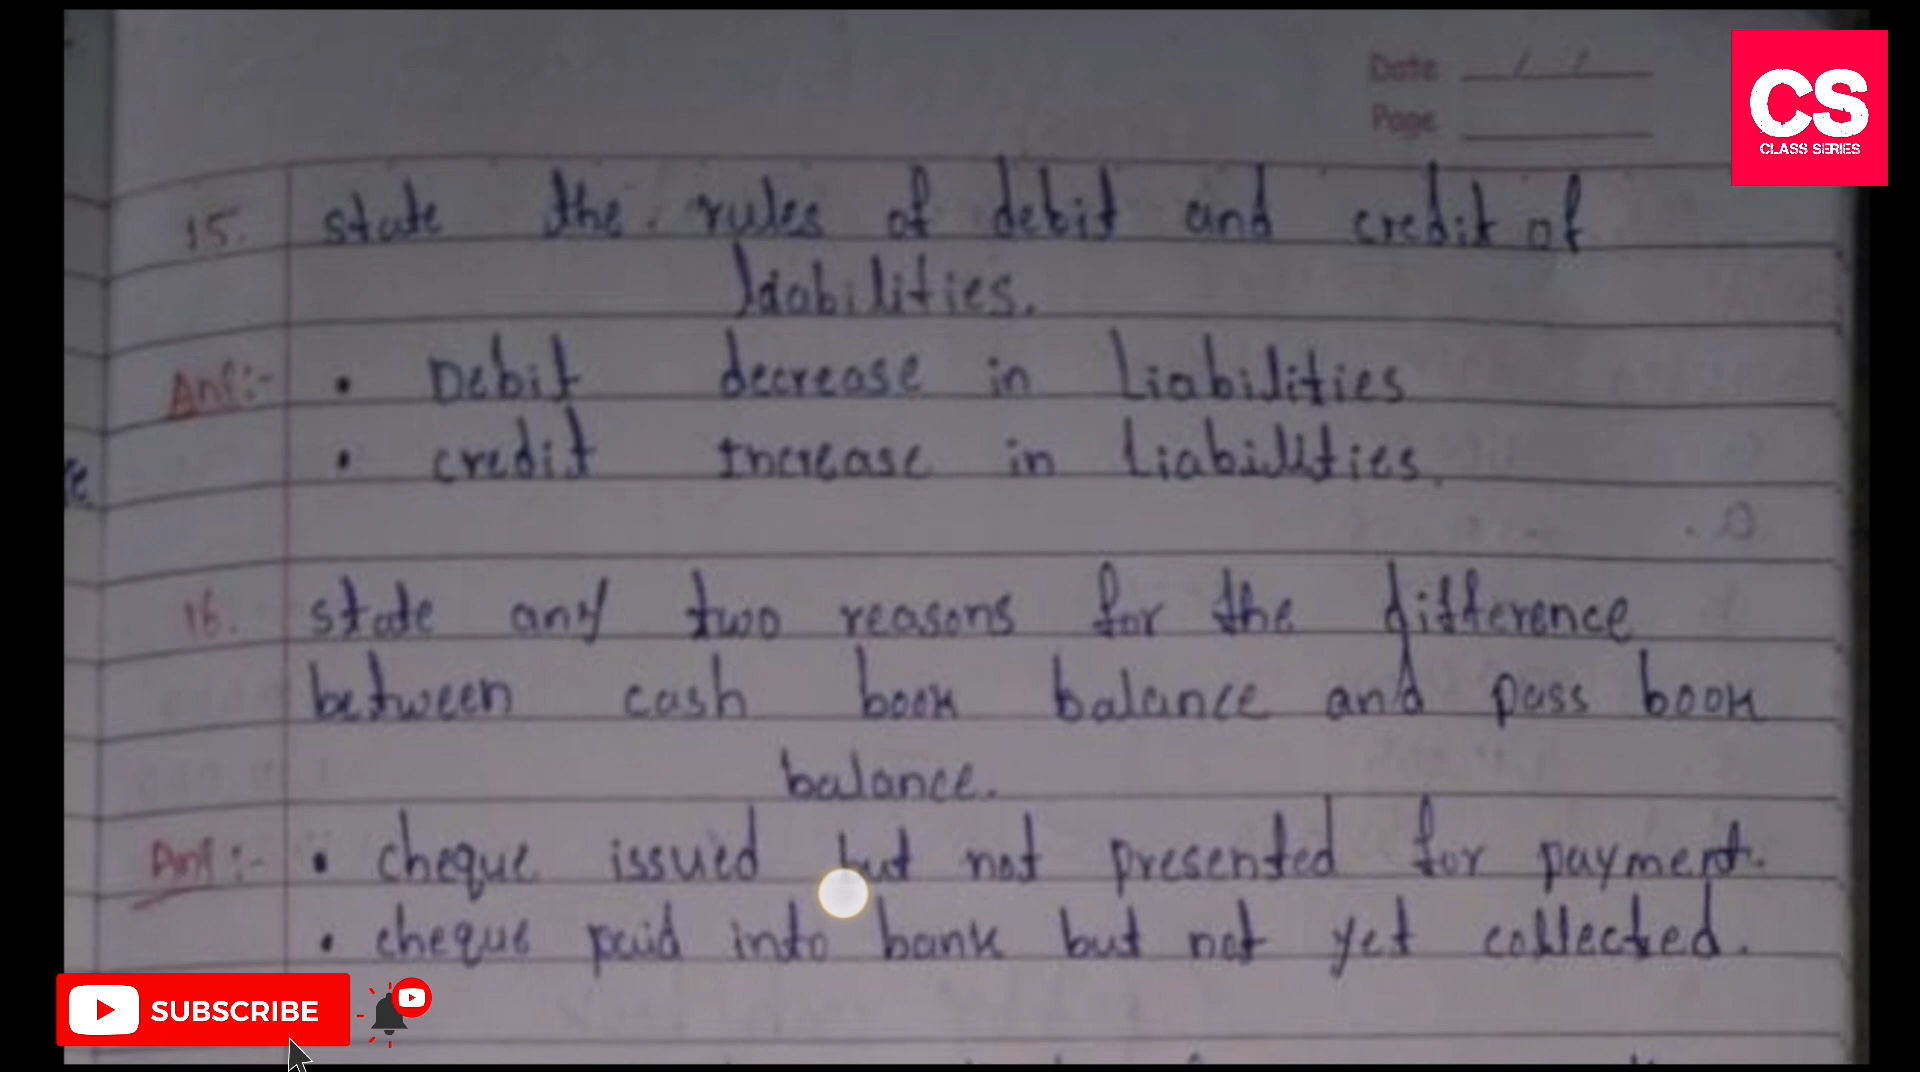 Date / /
Page
CS
CLASS SERIES
15. state the rules of debit and credit of
liabilities.
Ans:- • Debit decrease in Liabilities
• credit Increase in Liabilities.
16. state any two reasons for the difference
between cash book balance and pass book
balance.
Ans:- • cheque issued but not presented for payment.
• cheque paid into bank but not yet collected.
SUBSCRIBE